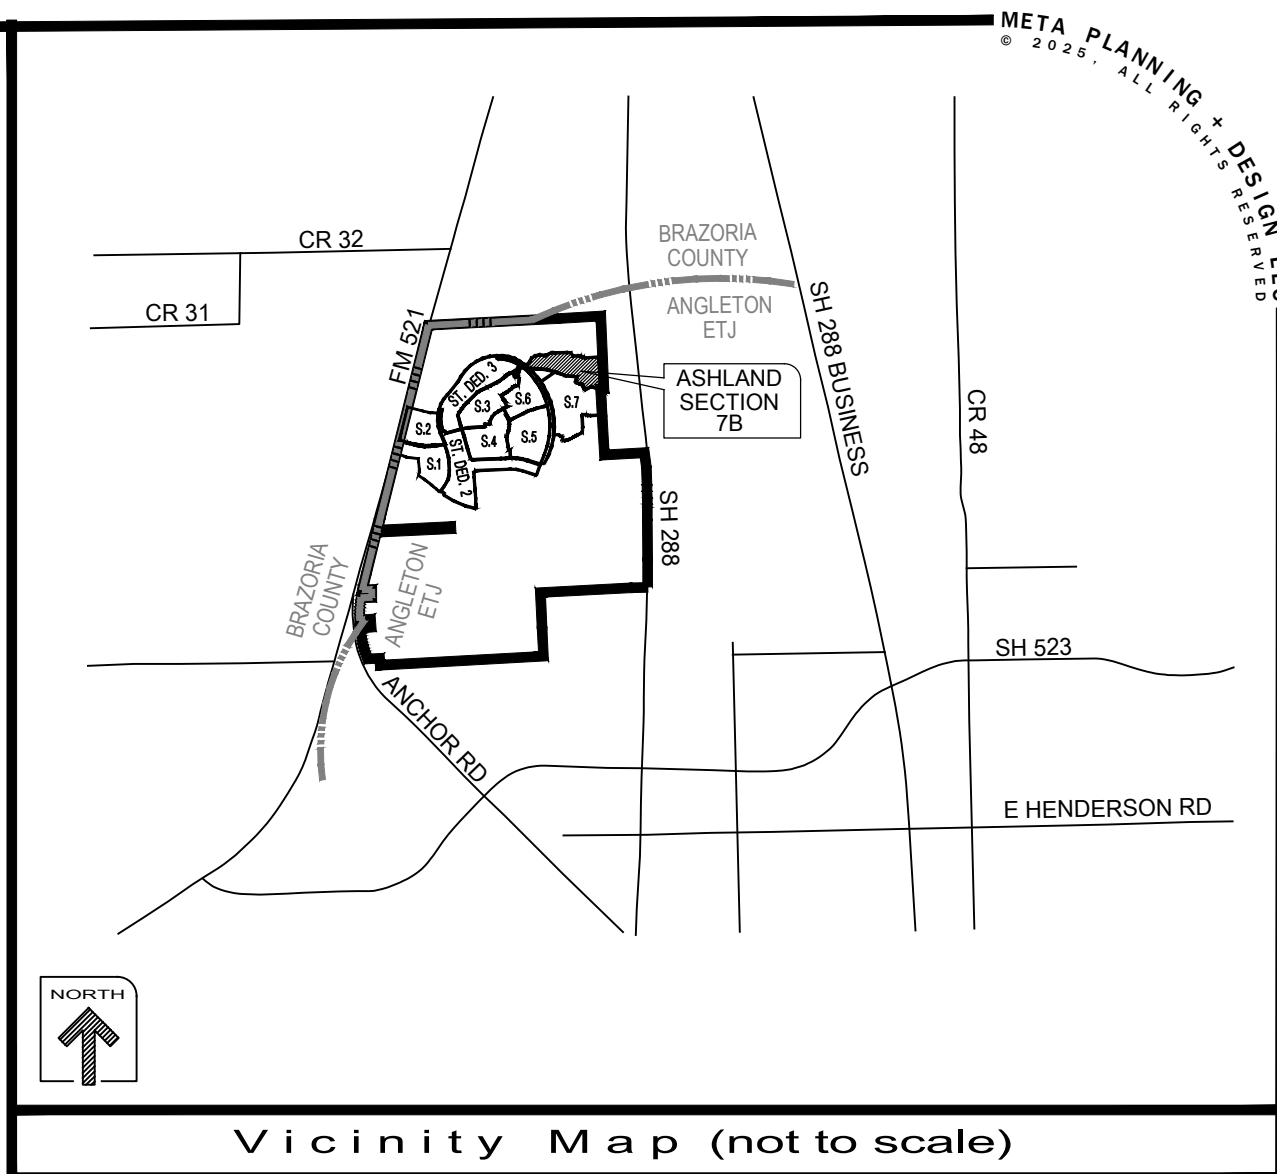 META PLANNING + DESIGN LLC
© 2025, ALL RIGHTS RESERVED
CR 32
CR 31
FM 521
BRAZORIA
COUNTY
ANGLETON
ETJ
SH 288 BUSINESS
ASHLAND
SECTION
7B
CR 48
ST. DED. 3
S.3
S.6
S.7
S.2
S.4
S.5
S.1
ST. DED. 2
SH 288
BRAZORIA
COUNTY
ANGLETON
ETJ
SH 523
ANCHOR RD
E HENDERSON RD
NORTH
Vicinity Map (not to scale)